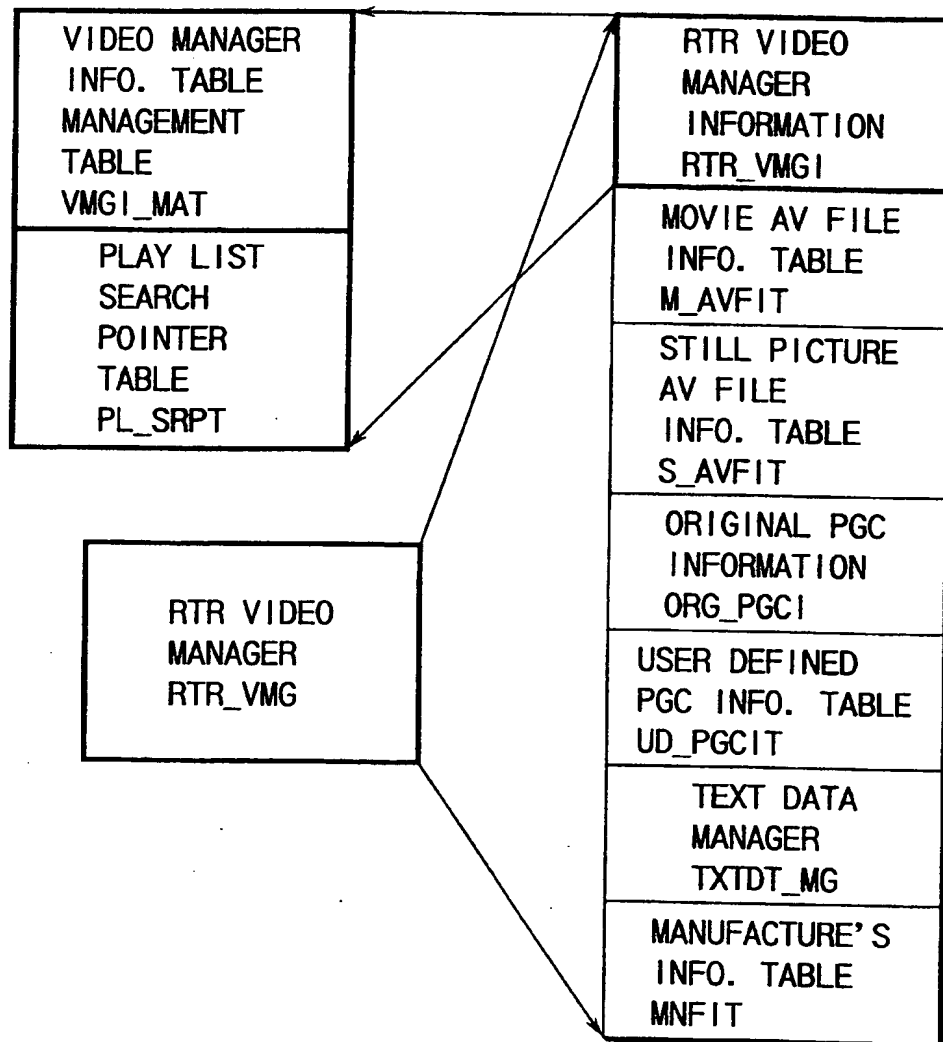 VIDEO MANAGER
INFO. TABLE
MANAGEMENT
TABLE
VMGI_MAT
PLAY LIST
SEARCH
POINTER
TABLE
PL_SRPT
RTR VIDEO
MANAGER
RTR_VMG
RTR VIDEO
MANAGER
INFORMATION
RTR_VMGI
MOVIE AV FILE
INFO. TABLE
M_AVFIT
STILL PICTURE
AV FILE
INFO. TABLE
S_AVFIT
ORIGINAL PGC
INFORMATION
ORG_PGCI
USER DEFINED
PGC INFO. TABLE
UD_PGCIT
TEXT DATA
MANAGER
TXTDT_MG
MANUFACTURE'S
INFO. TABLE
MNFIT